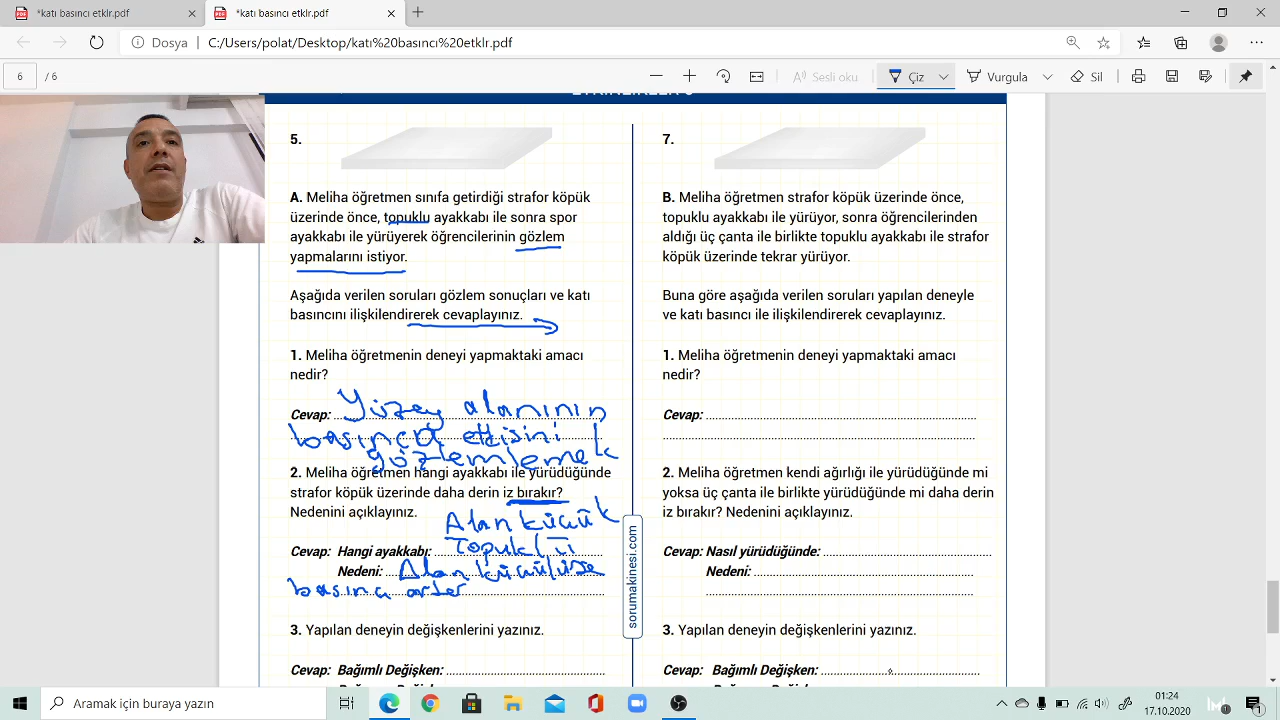 *katı basıncı etklr.pdf
*katı basıncı etklr.pdf
Dosya
C:/Users/polat/Desktop/katı%20basıncı%20etklr.pdf
6 / 6
Sesli oku
Çiz
Vurgula
Sil
5.
A. Meliha öğretmen sınıfa getirdiği strafor köpük
üzerinde önce, topuklu ayakkabı ile sonra spor
ayakkabı ile yürüyerek öğrencilerinin gözlem
yapmalarını istiyor.
Aşağıda verilen soruları gözlem sonuçları ve katı
basıncını ilişkilendirerek cevaplayınız.
1. Meliha öğretmenin deneyi yapmaktaki amacı
nedir?
Cevap: Yüzey alanının
basınca etkisini
gözlemlemek
2. Meliha öğretmen hangi ayakkabı ile yürüdüğünde
strafor köpük üzerinde daha derin iz bırakır?
Nedenini açıklayınız.
Alan küçük
Cevap: Hangi ayakkabı: Topuklu
Nedeni: Alan küçülürse
basınç artar
3. Yapılan deneyin değişkenlerini yazınız.
Cevap: Bağımlı Değişken:
sorumakinesi.com
7.
B. Meliha öğretmen strafor köpük üzerinde önce,
topuklu ayakkabı ile yürüyor, sonra öğrencilerinden
aldığı üç çanta ile birlikte topuklu ayakkabı ile strafor
köpük üzerinde tekrar yürüyor.
Buna göre aşağıda verilen soruları yapılan deneyle
ve katı basıncı ile ilişkilendirerek cevaplayınız.
1. Meliha öğretmenin deneyi yapmaktaki amacı
nedir?
Cevap:
2. Meliha öğretmen kendi ağırlığı ile yürüdüğünde mi
yoksa üç çanta ile birlikte yürüdüğünde mi daha derin
iz bırakır? Nedenini açıklayınız.
Cevap: Nasıl yürüdüğünde:
Nedeni:
3. Yapılan deneyin değişkenlerini yazınız.
Cevap: Bağımlı Değişken:
Aramak için buraya yazın
01:24
17.10.2020